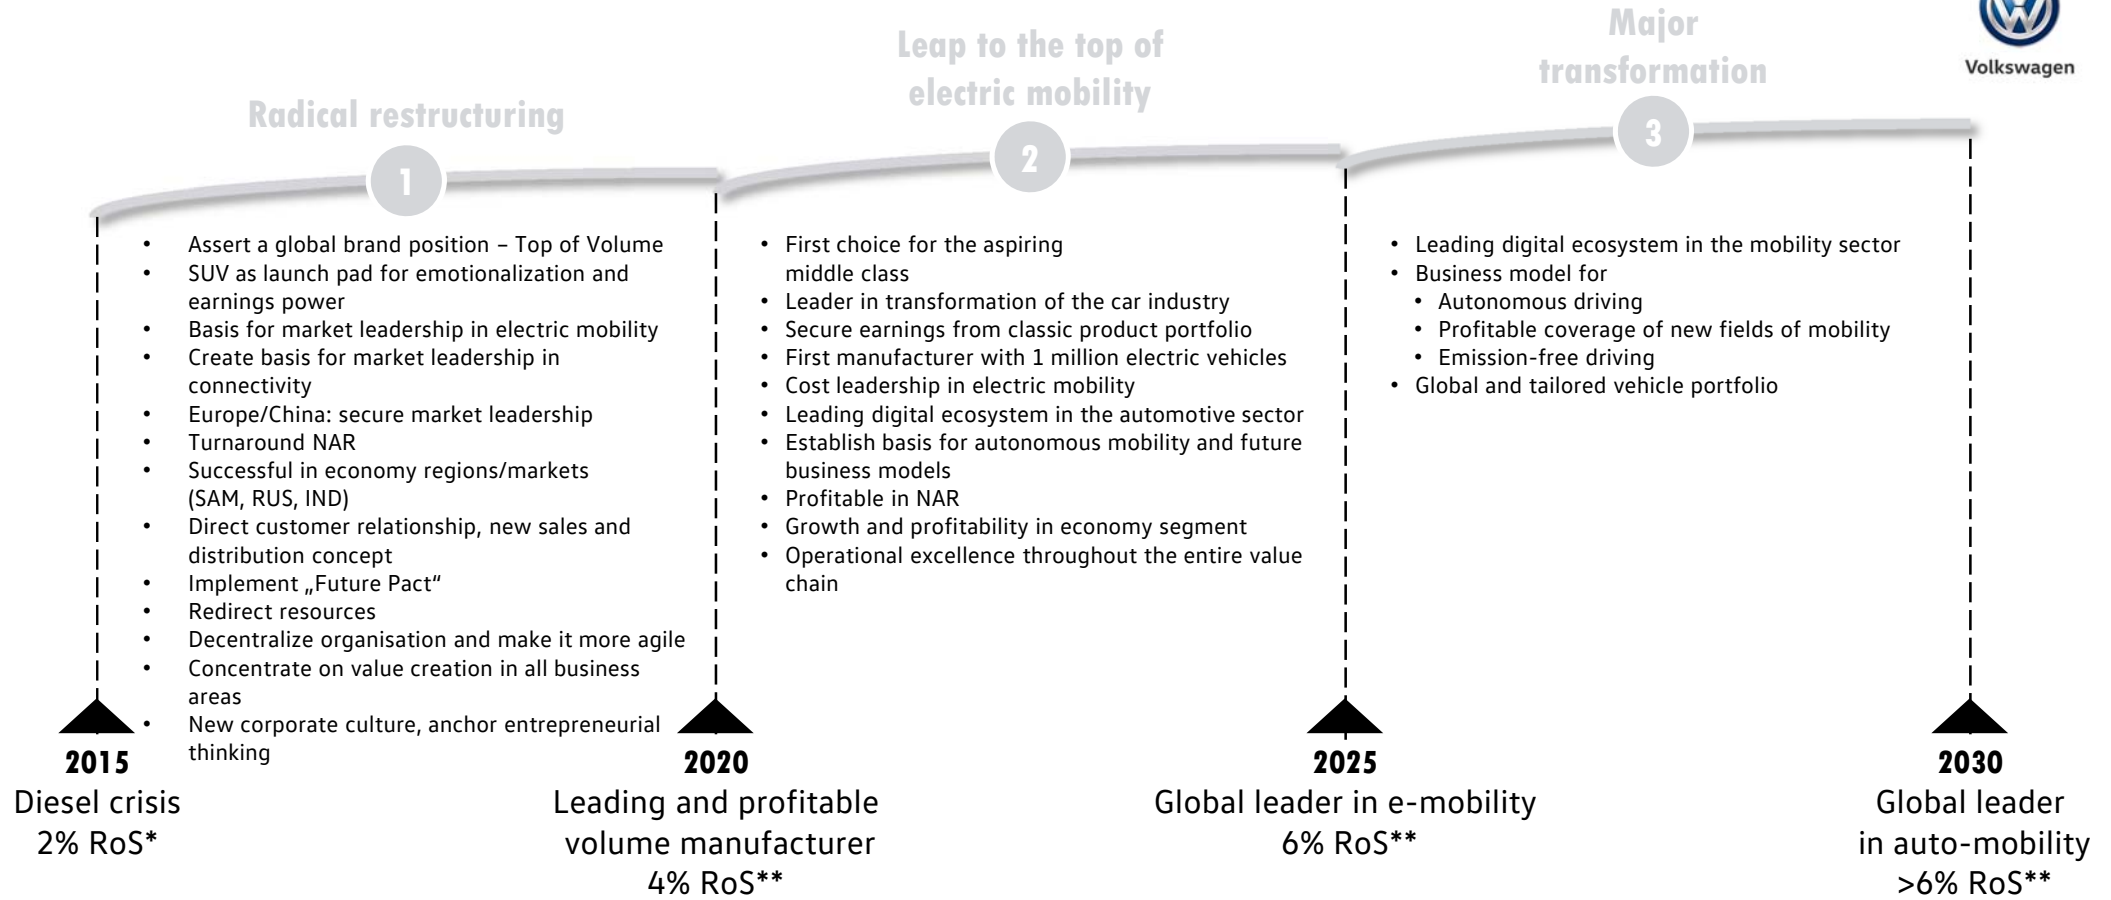 Volkswagen
Radical restructuring
1
• Assert a global brand position – Top of Volume
• SUV as launch pad for emotionalization and
earnings power
• Basis for market leadership in electric mobility
• Create basis for market leadership in
connectivity
• Europe/China: secure market leadership
• Turnaround NAR
• Successful in economy regions/markets
(SAM, RUS, IND)
• Direct customer relationship, new sales and
distribution concept
• Implement „Future Pact“
• Redirect resources
• Decentralize organisation and make it more agile
• Concentrate on value creation in all business
areas
• New corporate culture, anchor entrepreneurial
thinking
Leap to the top of
electric mobility
2
• First choice for the aspiring
middle class
• Leader in transformation of the car industry
• Secure earnings from classic product portfolio
• First manufacturer with 1 million electric vehicles
• Cost leadership in electric mobility
• Leading digital ecosystem in the automotive sector
• Establish basis for autonomous mobility and future
business models
• Profitable in NAR
• Growth and profitability in economy segment
• Operational excellence throughout the entire value
chain
Major
transformation
3
• Leading digital ecosystem in the mobility sector
• Business model for
• Autonomous driving
• Profitable coverage of new fields of mobility
• Emission-free driving
• Global and tailored vehicle portfolio
2015
Diesel crisis
2% RoS*
2020
Leading and profitable
volume manufacturer
4% RoS**
2025
Global leader in e-mobility
6% RoS**
2030
Global leader
in auto-mobility
>6% RoS**